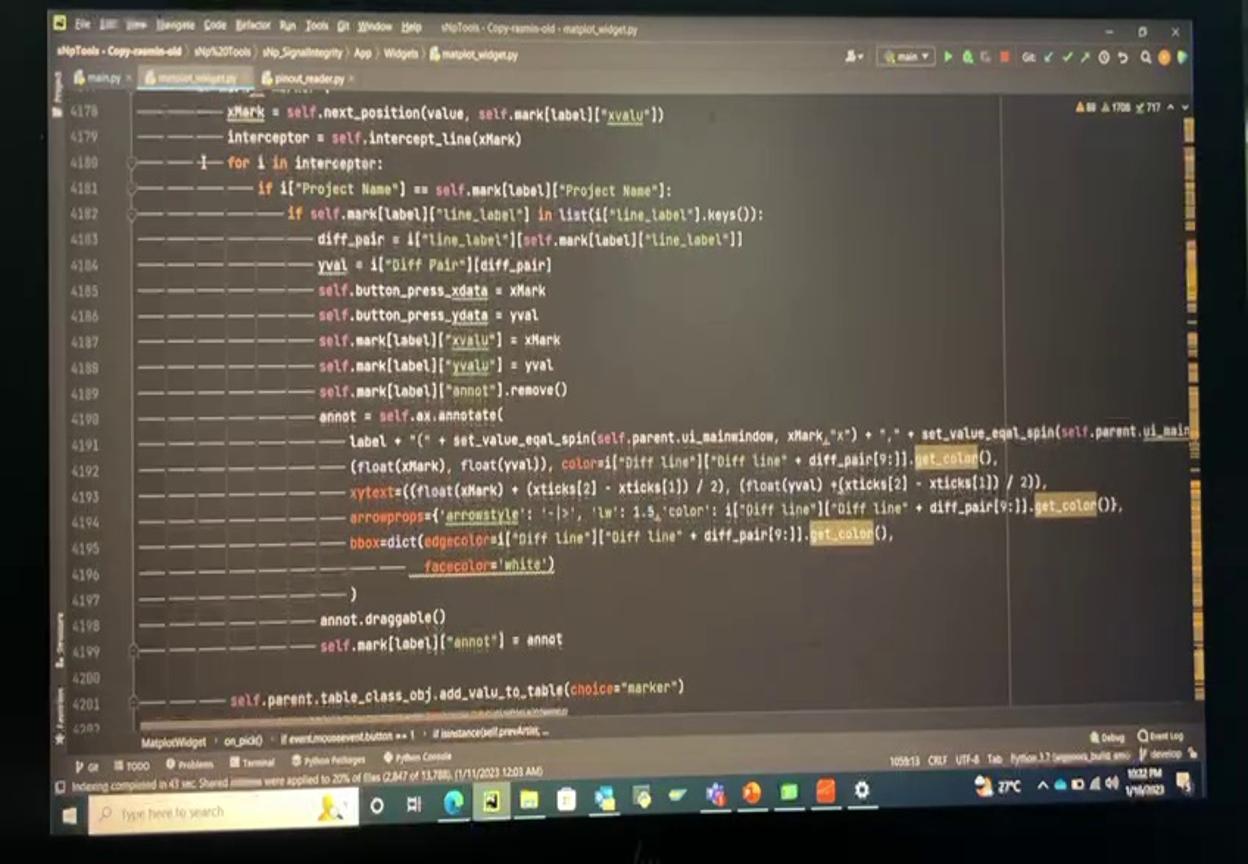 File Edit View Navigate Code Refactor Run Tools Git Window Help sNpTools - Copy-rasmin-old - matplot_widget.py
sNpTools - Copy-rasmin-old sNp%20Tools sNp_SignalIntegrity App Widgets matplot_widget.py main Git:
main.py matplot_widget.py pinout_reader.py
Project
88 1708 717
4178 xMark = self.next_position(value, self.mark[label]["xvalu"])
4179 interceptor = self.intercept_line(xMark)
4180 for i in interceptor:
4181 if i["Project Name"] == self.mark[label]["Project Name"]:
4182 if self.mark[label]["line_label"] in list(i["line_label"].keys()):
4183 diff_pair = i["line_label"][self.mark[label]["line_label"]]
4184 yval = i["Diff Pair"][diff_pair]
4185 self.button_press_xdata = xMark
4186 self.button_press_ydata = yval
4187 self.mark[label]["xvalu"] = xMark
4188 self.mark[label]["yvalu"] = yval
4189 self.mark[label]["annot"].remove()
4190 annot = self.ax.annotate(
4191 label + "(" + set_value_eqal_spin(self.parent.ui_mainwindow, xMark,"x") + "," + set_value_eqal_spin(self.parent.ui_main
4192 (float(xMark), float(yval)), color=i["Diff line"]["Diff line" + diff_pair[9:]].get_color(),
4193 xytext=((float(xMark) + (xticks[2] - xticks[1]) / 2), (float(yval) +(xticks[2] - xticks[1]) / 2)),
4194 arrowprops={'arrowstyle': '-|>', 'lw': 1.5,'color': i["Diff line"]["Diff line" + diff_pair[9:]].get_color()},
4195 bbox=dict(edgecolor=i["Diff line"]["Diff line" + diff_pair[9:]].get_color(),
4196 facecolor='white')
4197 )
4198 annot.draggable()
4199 self.mark[label]["annot"] = annot
4200
4201 self.parent.table_class_obj.add_valu_to_table(choice="marker")
4202
Structure
Favorites
MatplotWidget on_pick() if event.mouseevent.button == 1 if isinstance(self.prevArtist, ...
Git TODO Problems Terminal Python Packages Python Console Debug Event Log
Indexing completed in 43 sec. Shared indexes were applied to 20% of files (2,847 of 13,788). (1/11/2023 12:03 AM) 1059:13 CRLF UTF-8 Tab Python 3.7 develop
Type here to search 27°C 10:22 PM
1/16/2023